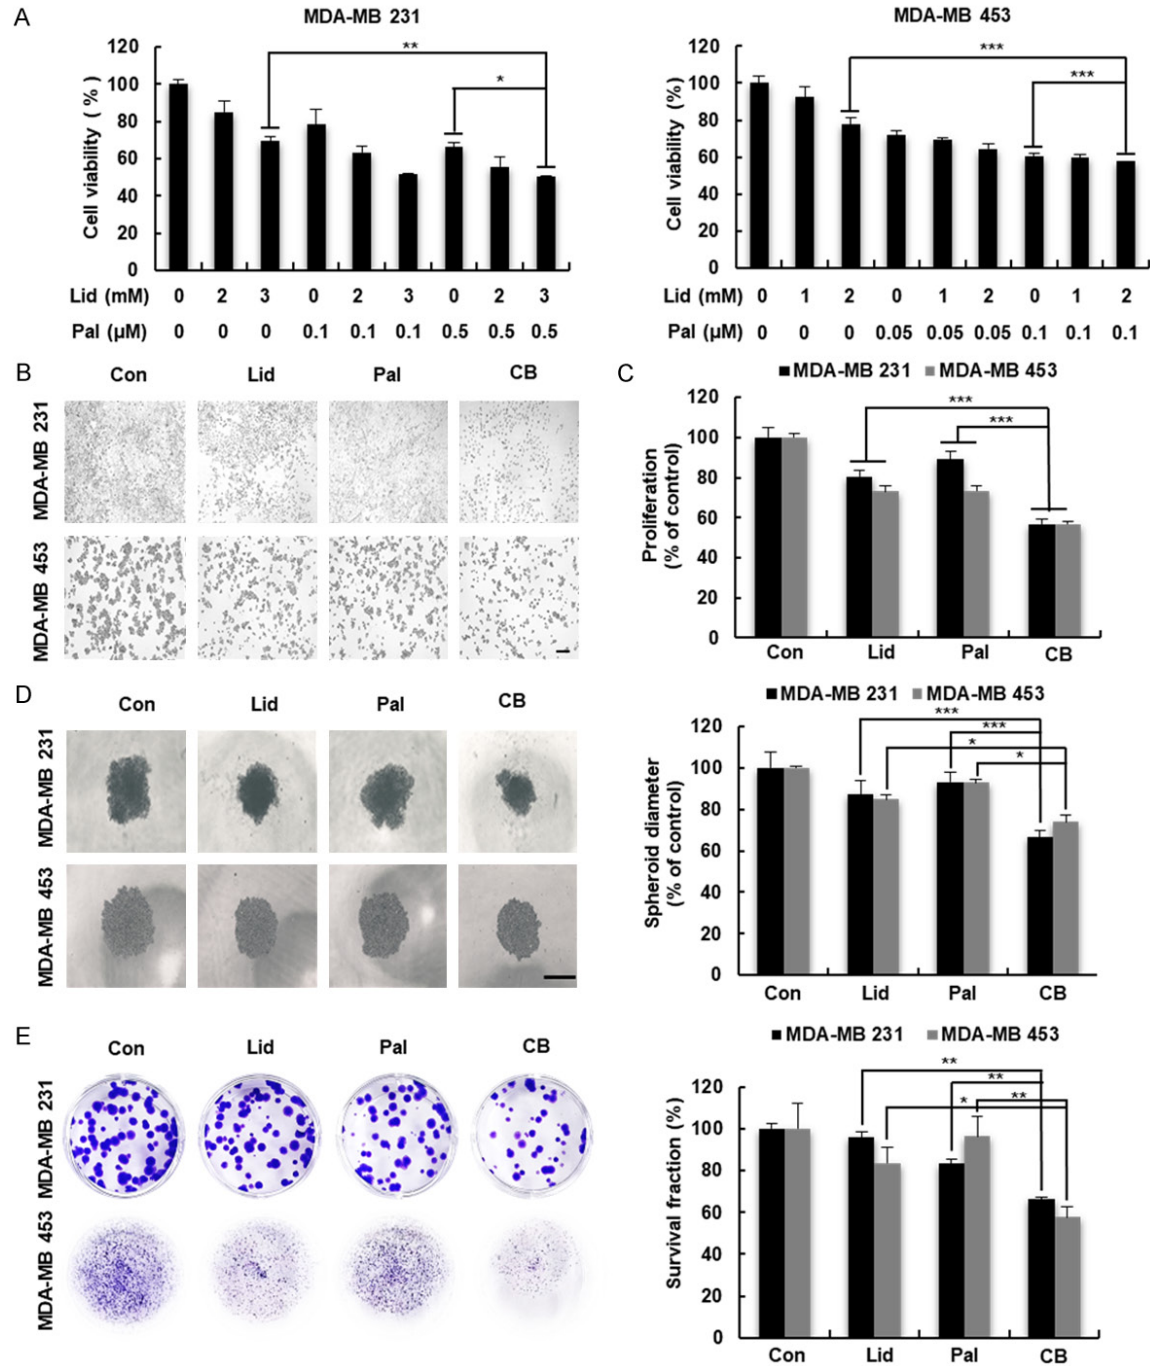 A
MDA-MB 231
Cell viability (%)
120
100
80
60
40
20
0
**
*
Lid (mM) 0 2 3 0 2 3 0 2 3
Pal (µM) 0 0 0 0.1 0.1 0.1 0.5 0.5 0.5
MDA-MB 453
Cell viability (%)
120
100
80
60
40
20
0
***
***
Lid (mM) 0 1 2 0 1 2 0 1 2
Pal (µM) 0 0 0 0.05 0.05 0.05 0.1 0.1 0.1
B
Con Lid Pal CB
MDA-MB 231
MDA-MB 453
C
MDA-MB 231 MDA-MB 453
Proliferation
(% of control)
120
100
80
60
40
20
0
***
***
Con Lid Pal CB
D
Con Lid Pal CB
MDA-MB 231
MDA-MB 453
MDA-MB 231 MDA-MB 453
Spheroid diameter
(% of control)
120
100
80
60
40
20
0
***
***
*
*
Con Lid Pal CB
E
Con Lid Pal CB
MDA-MB 231
MDA-MB 453
MDA-MB 231 MDA-MB 453
Survival fraction (%)
120
100
80
60
40
20
0
**
**
**
*
Con Lid Pal CB